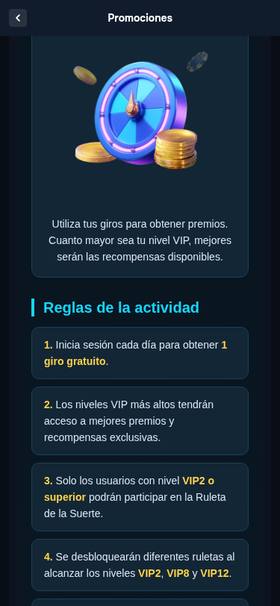 Promociones
Utiliza tus giros para obtener premios.
Cuanto mayor sea tu nivel VIP, mejores
serán las recompensas disponibles.
Reglas de la actividad
1. Inicia sesión cada día para obtener 1
giro gratuito.
2. Los niveles VIP más altos tendrán
acceso a mejores premios y
recompensas exclusivas.
3. Solo los usuarios con nivel VIP2 o
superior podrán participar en la Ruleta
de la Suerte.
4. Se desbloquearán diferentes ruletas al
alcanzar los niveles VIP2, VIP8 y VIP12.